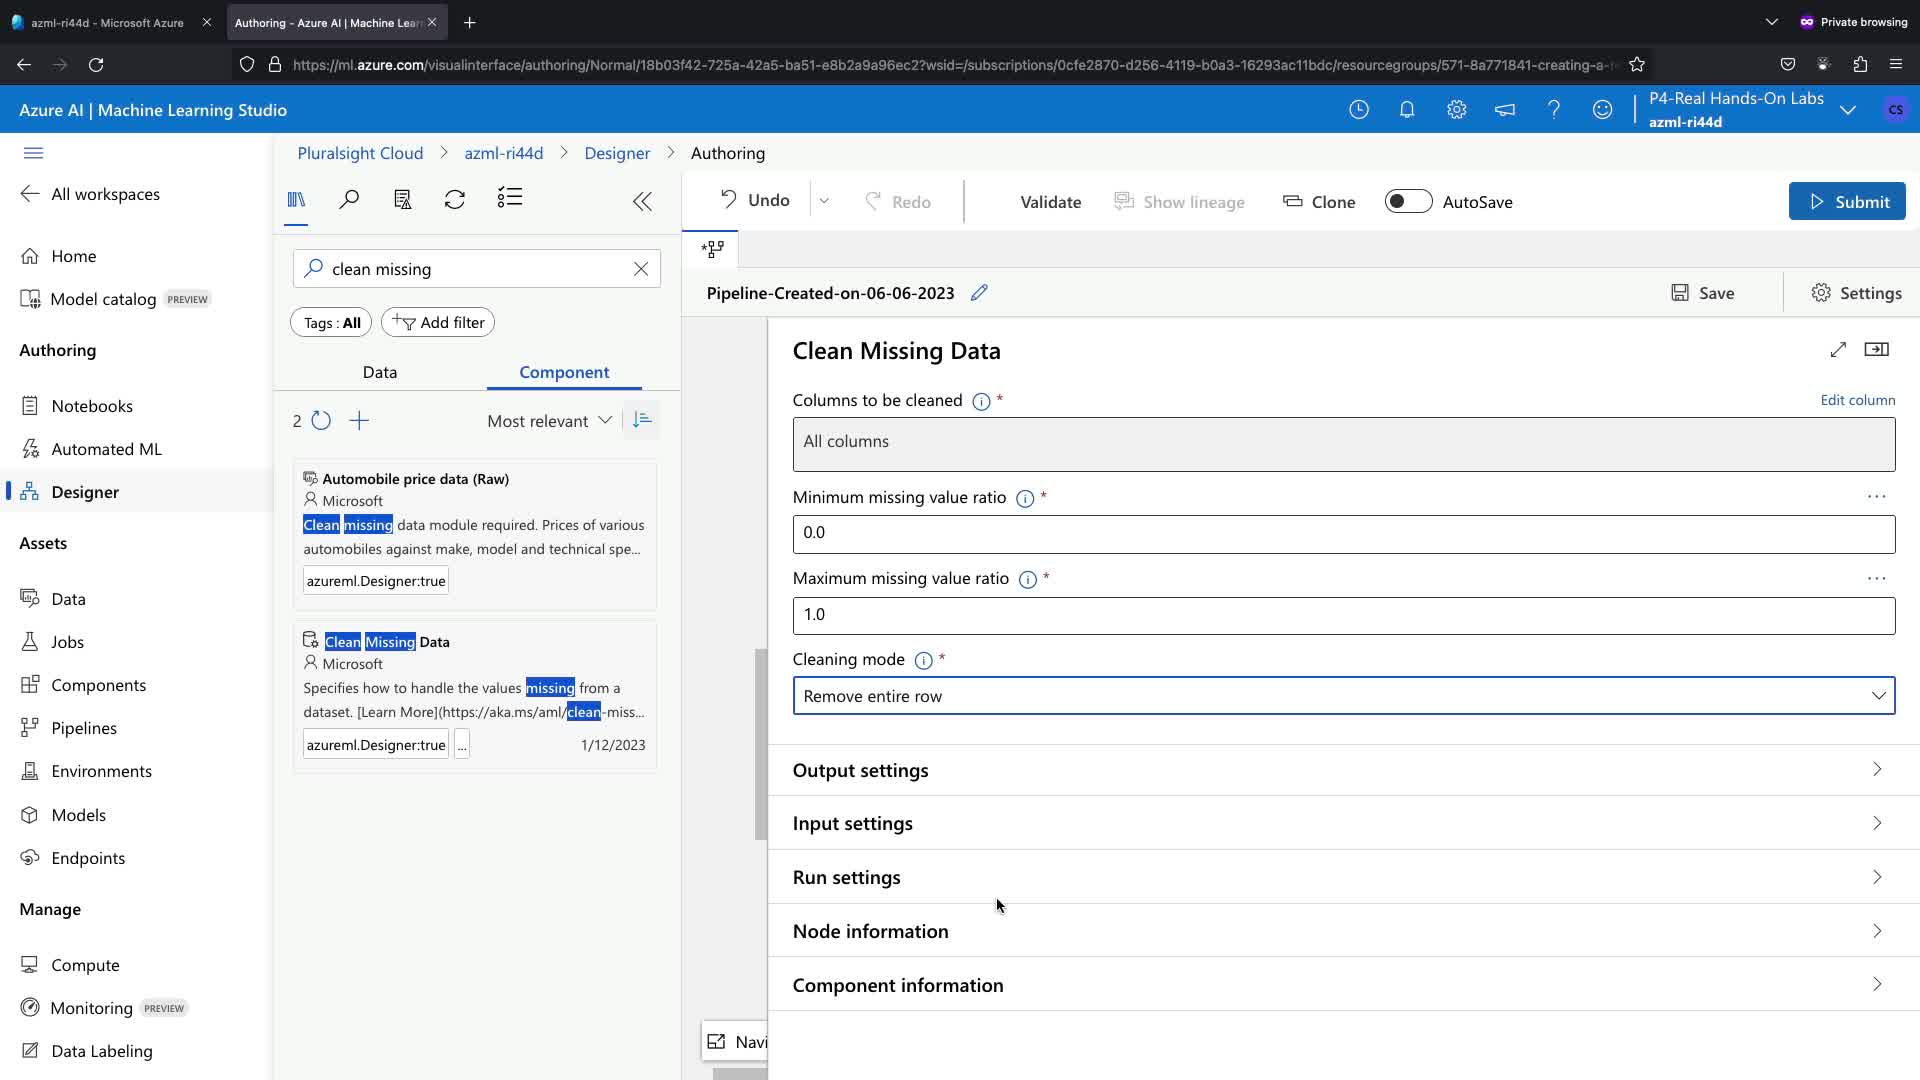 azml-ri44d - Microsoft Azure
Authoring - Azure AI | Machine Lear
Private browsing
https://ml.azure.com/visualinterface/authoring/Normal/18b03f42-725a-42a5-ba51-e8b2a9a96ec2?wsid=/subscriptions/0cfe2870-d256-4119-b0a3-16293ac11bdc/resourcegroups/571-8a771841-creating-a-
Azure AI | Machine Learning Studio
P4-Real Hands-On Labs
azml-ri44d
CS
All workspaces
Home
Model catalog PREVIEW
Authoring
Notebooks
Automated ML
Designer
Assets
Data
Jobs
Components
Pipelines
Environments
Models
Endpoints
Manage
Compute
Monitoring PREVIEW
Data Labeling
Pluralsight Cloud > azml-ri44d > Designer > Authoring
clean missing
Tags : All
Add filter
Data
Component
2
Most relevant
Automobile price data (Raw)
Microsoft
Clean missing data module required. Prices of various
automobiles against make, model and technical spe...
azureml.Designer:true
Clean Missing Data
Microsoft
Specifies how to handle the values missing from a
dataset. [Learn More](https://aka.ms/aml/clean-miss...
azureml.Designer:true ... 1/12/2023
Undo
Redo
Validate
Show lineage
Clone
AutoSave
Submit
Pipeline-Created-on-06-06-2023
Save
Settings
Clean Missing Data
Columns to be cleaned *
Edit column
All columns
Minimum missing value ratio *
0.0
Maximum missing value ratio *
1.0
Cleaning mode *
Remove entire row
Output settings
Input settings
Run settings
Node information
Component information
Navi